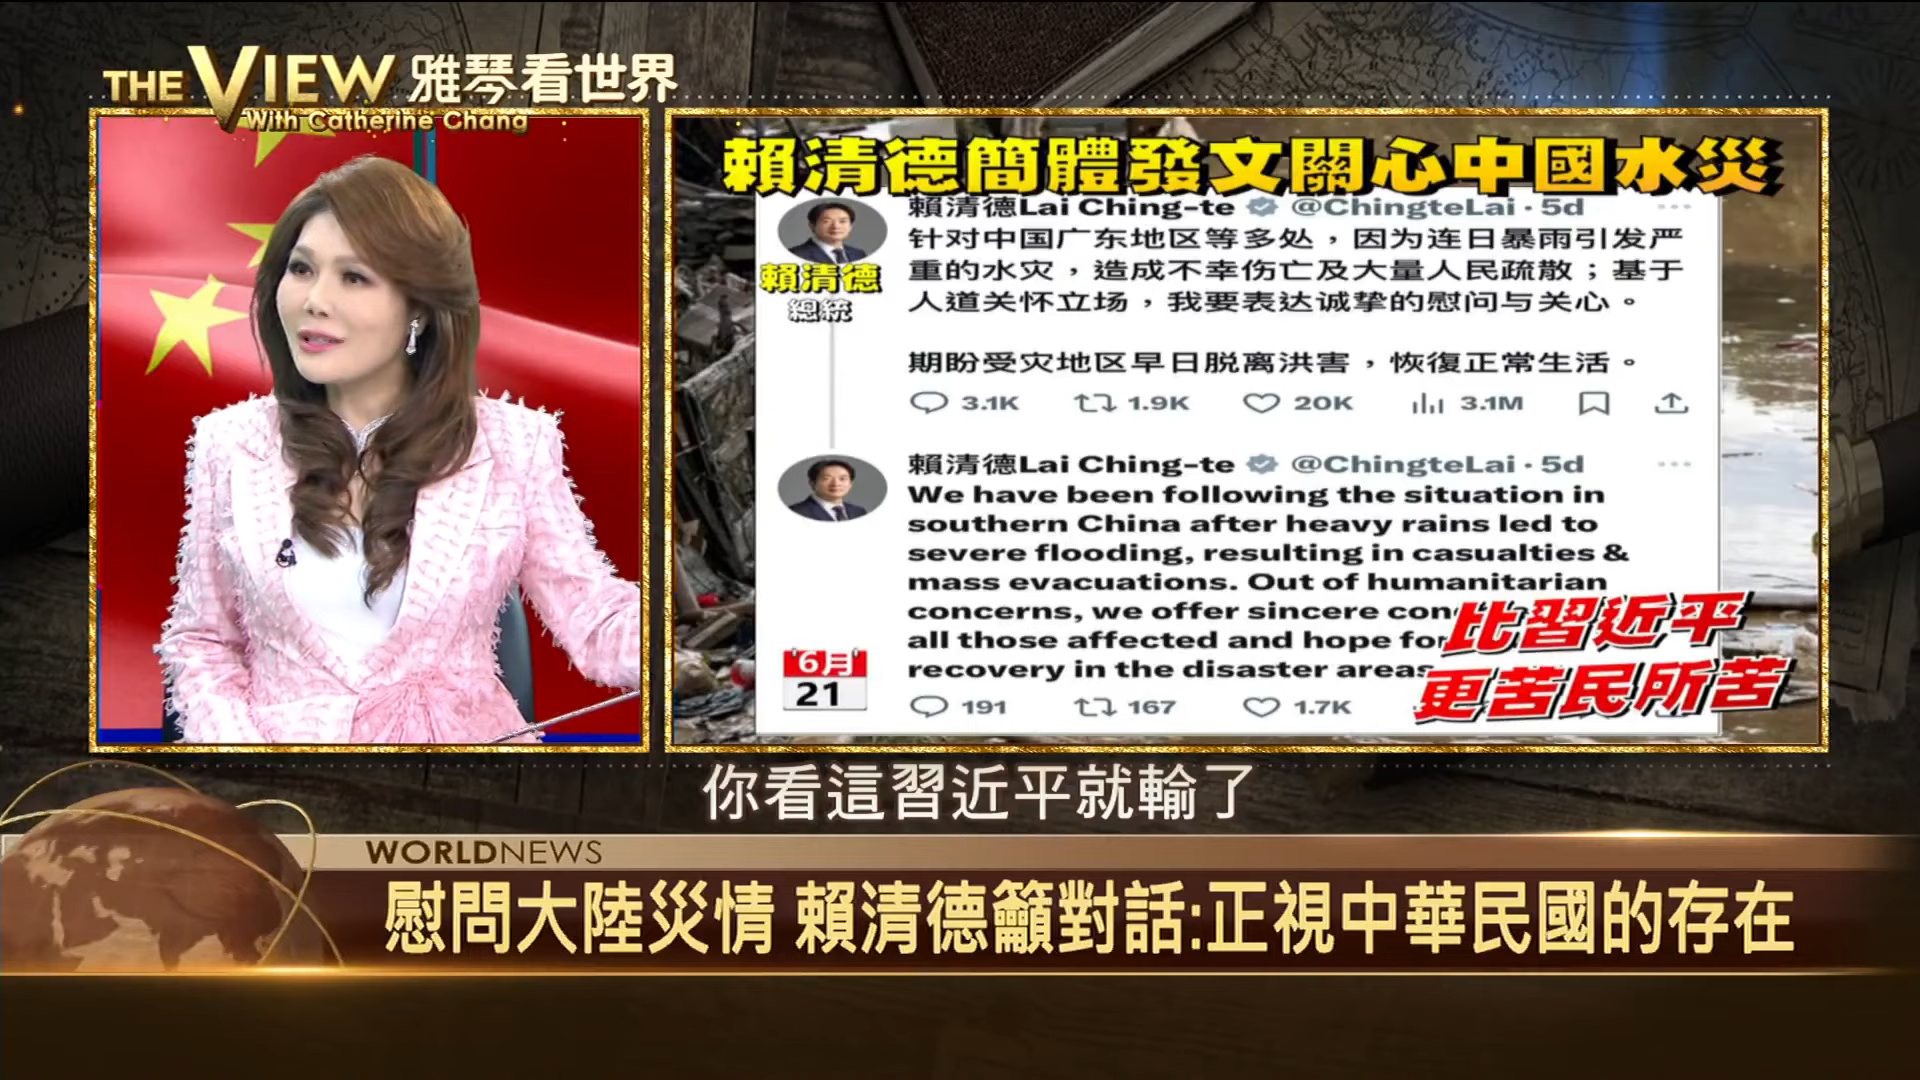 THE VIEW 雅琴看世界
With Catherine Chang
賴清德簡體發文關心中國水災
賴清德Lai Ching-te @ChingteLai · 5d
针对中国广东地区等多处，因为连日暴雨引发严
重的水灾，造成不幸伤亡及大量人民疏散；基于
人道关怀立场，我要表达诚挚的慰问与关心。
期盼受灾地区早日脱离洪害，恢復正常生活。
3.1K 1.9K 20K 3.1M
賴清德
總統
賴清德Lai Ching-te @ChingteLai · 5d
We have been following the situation in
southern China after heavy rains led to
severe flooding, resulting in casualties &
mass evacuations. Out of humanitarian
concerns, we offer sincere
all those affected and hope
recovery in the disaster areas
191 167 1.7K
6月
21
比習近平
更苦民所苦
你看這習近平就輸了
WORLDNEWS
慰問大陸災情 賴清德籲對話:正視中華民國的存在